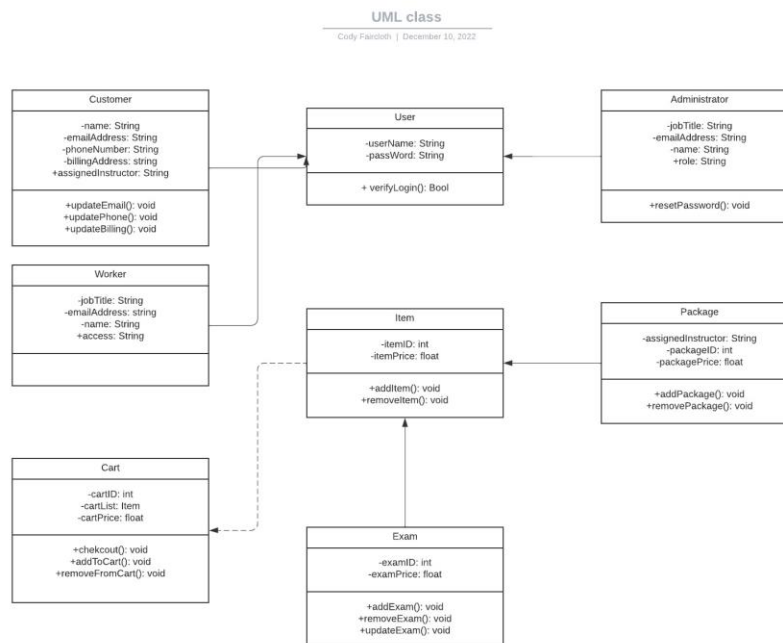 UML class
Cody Faircloth | December 10, 2022
Customer
-name: String
-emailAddress: String
-phoneNumber: String
-billingAddress: string
+assignedInstructor: String
+updateEmail(): void
+updatePhone(): void
+updateBilling(): void
User
-userName: String
-passWord: String
+ verifyLogin(): Bool
Administrator
-jobTitle: String
-emailAddress: String
-name: String
+role: String
+resetPassword(): void
Worker
-jobTitle: String
-emailAddress: string
-name: String
+access: String
Item
-itemID: int
-itemPrice: float
+addItem(): void
+removeItem(): void
Package
-assignedInstructor: String
-packageID: int
-packagePrice: float
+addPackage(): void
+removePackage(): void
Cart
-cartID: int
-cartList: Item
-cartPrice: float
+chekcout(): void
+addToCart(): void
+removeFromCart(): void
Exam
-examID: int
-examPrice: float
+addExam(): void
+removeExam(): void
+updateExam(): void